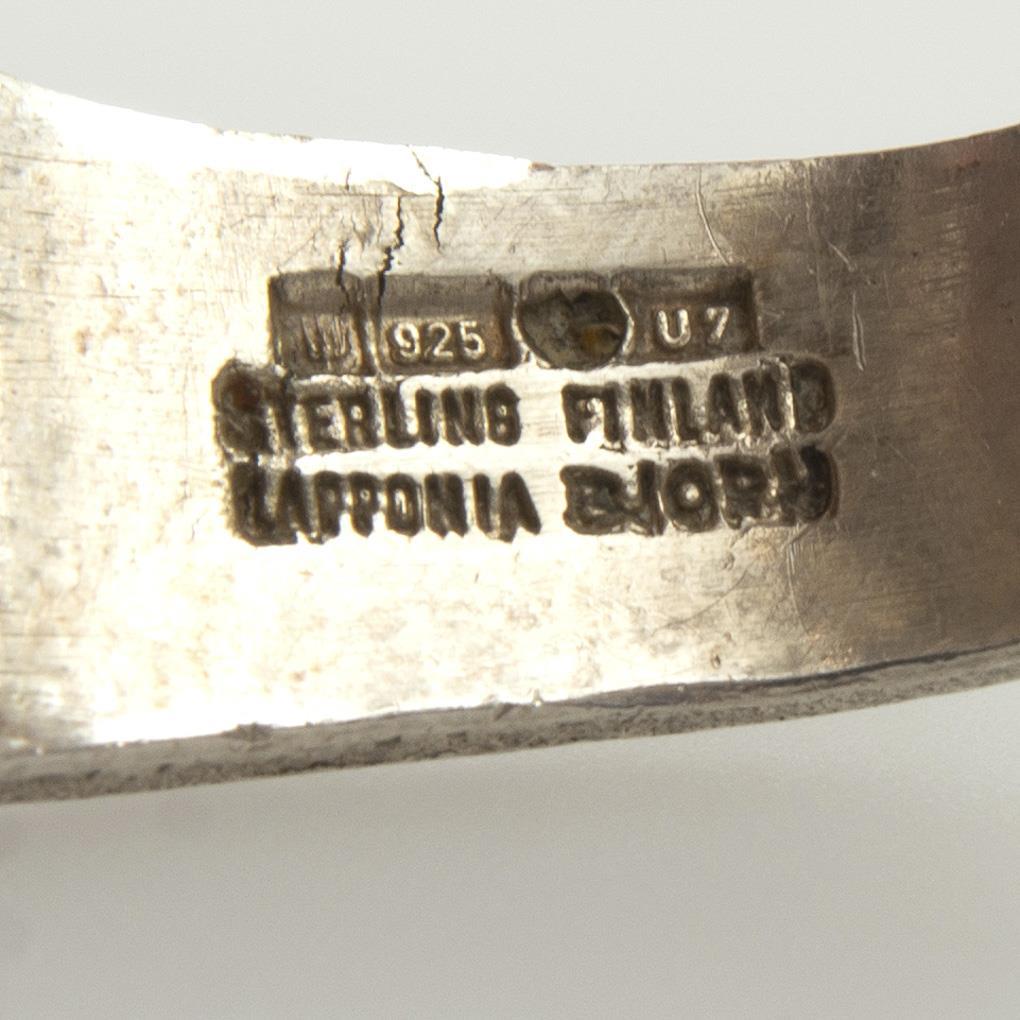 925 U7
STERLING FINLAND
LAPPONIA BJORN